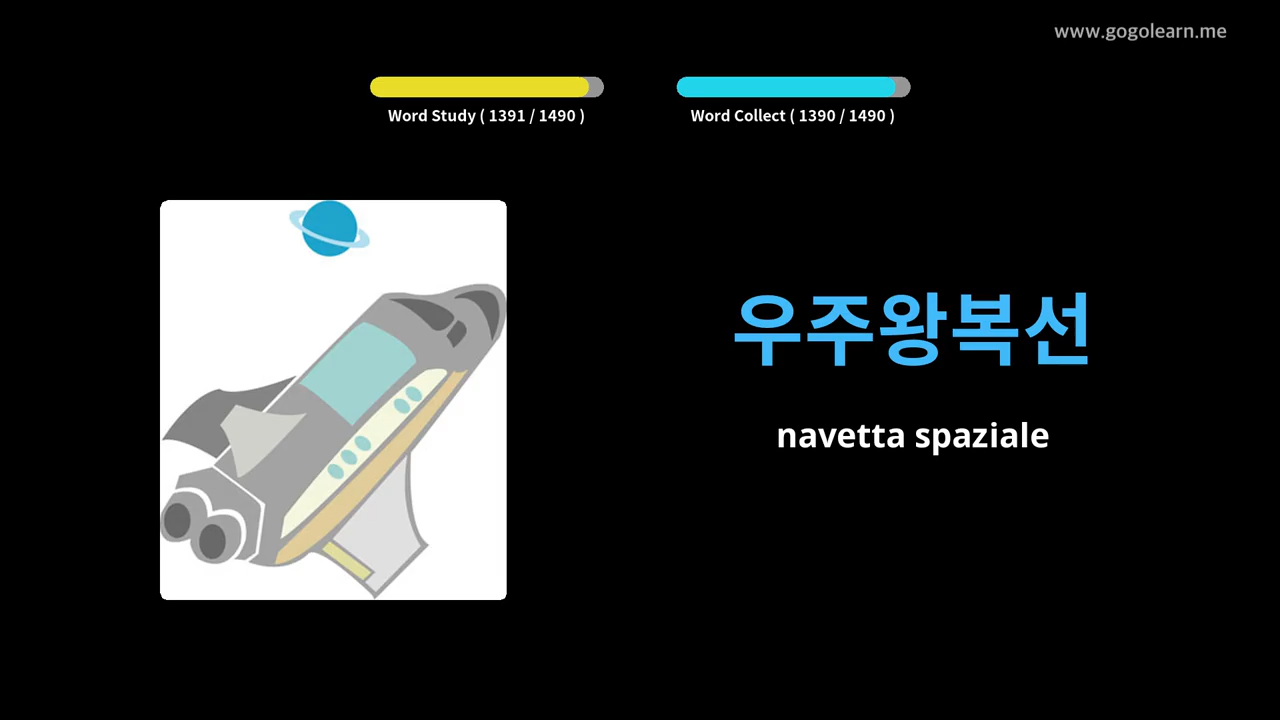 www.gogolearn.me
Word Study ( 1391 / 1490 )
Word Collect ( 1390 / 1490 )
우주왕복선
navetta spaziale